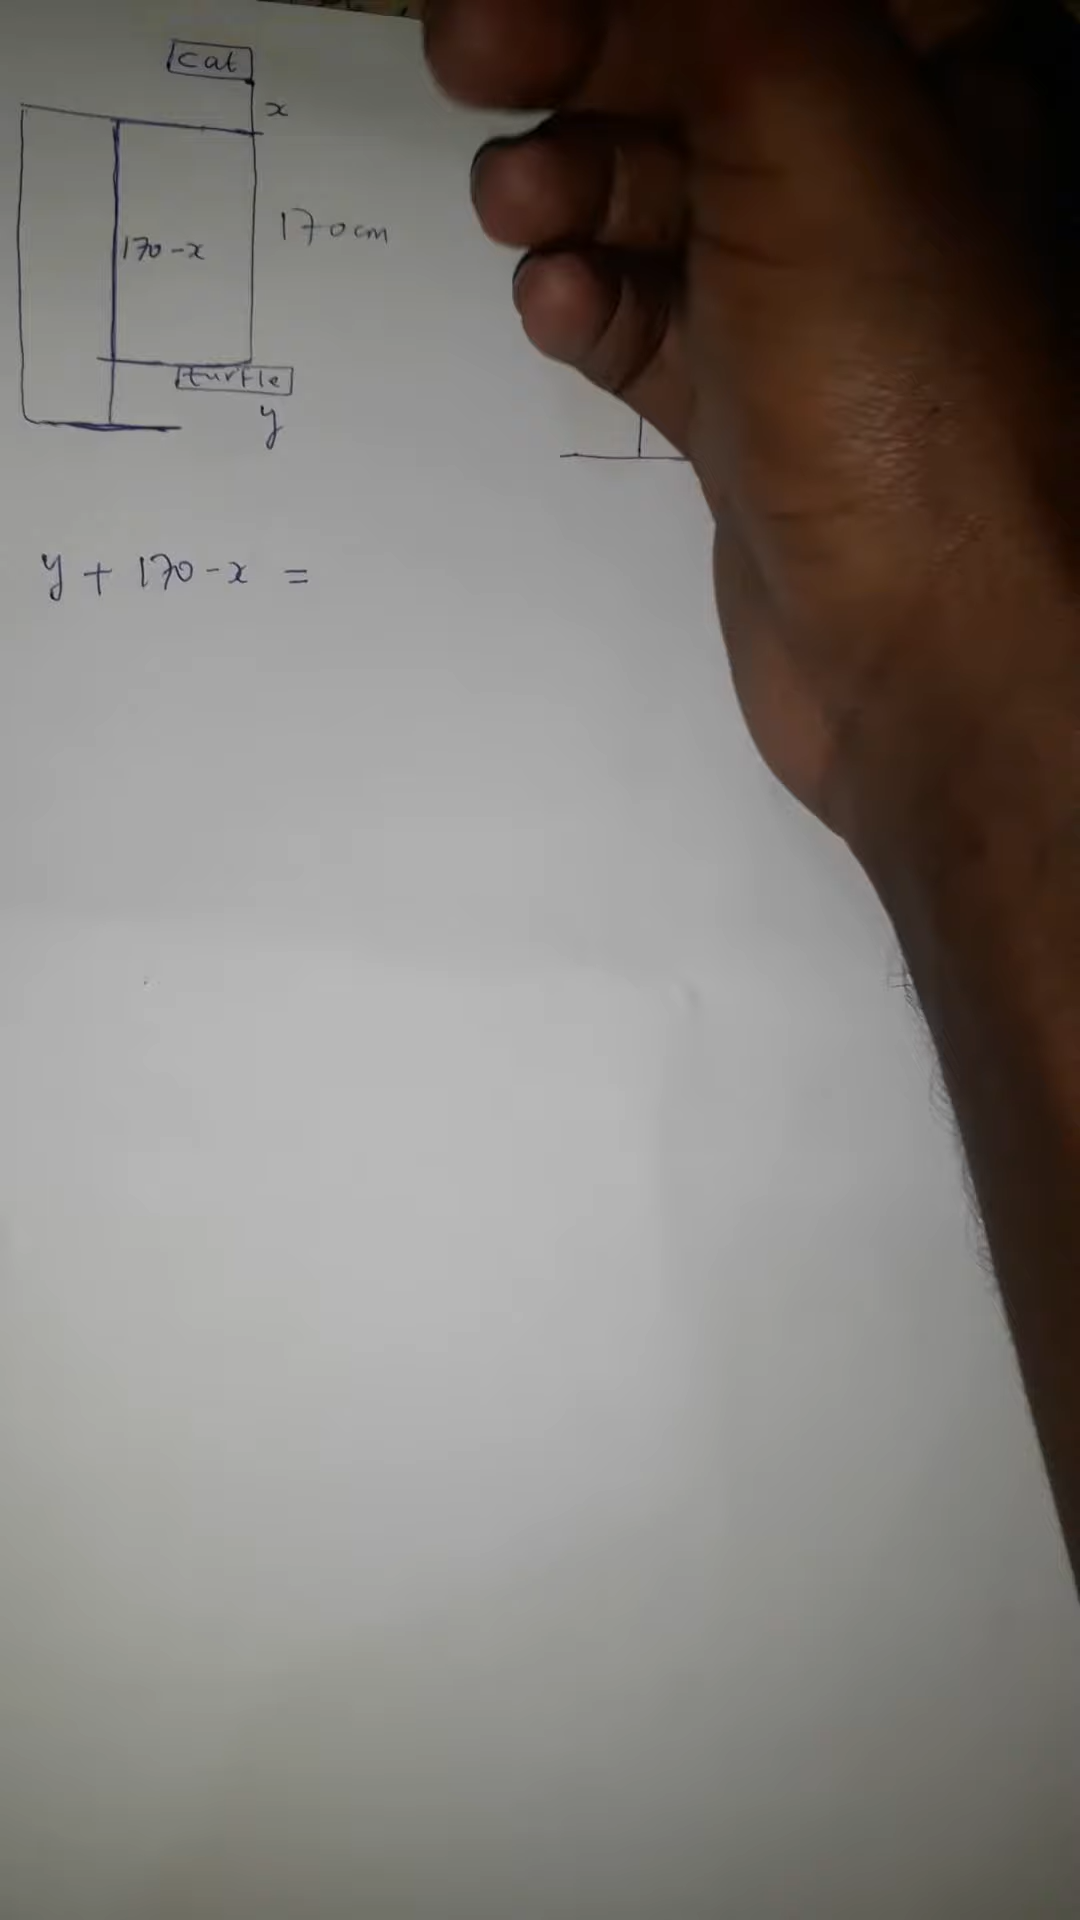 cat
x
170cm
170-x
turtle
y
y + 170-x =